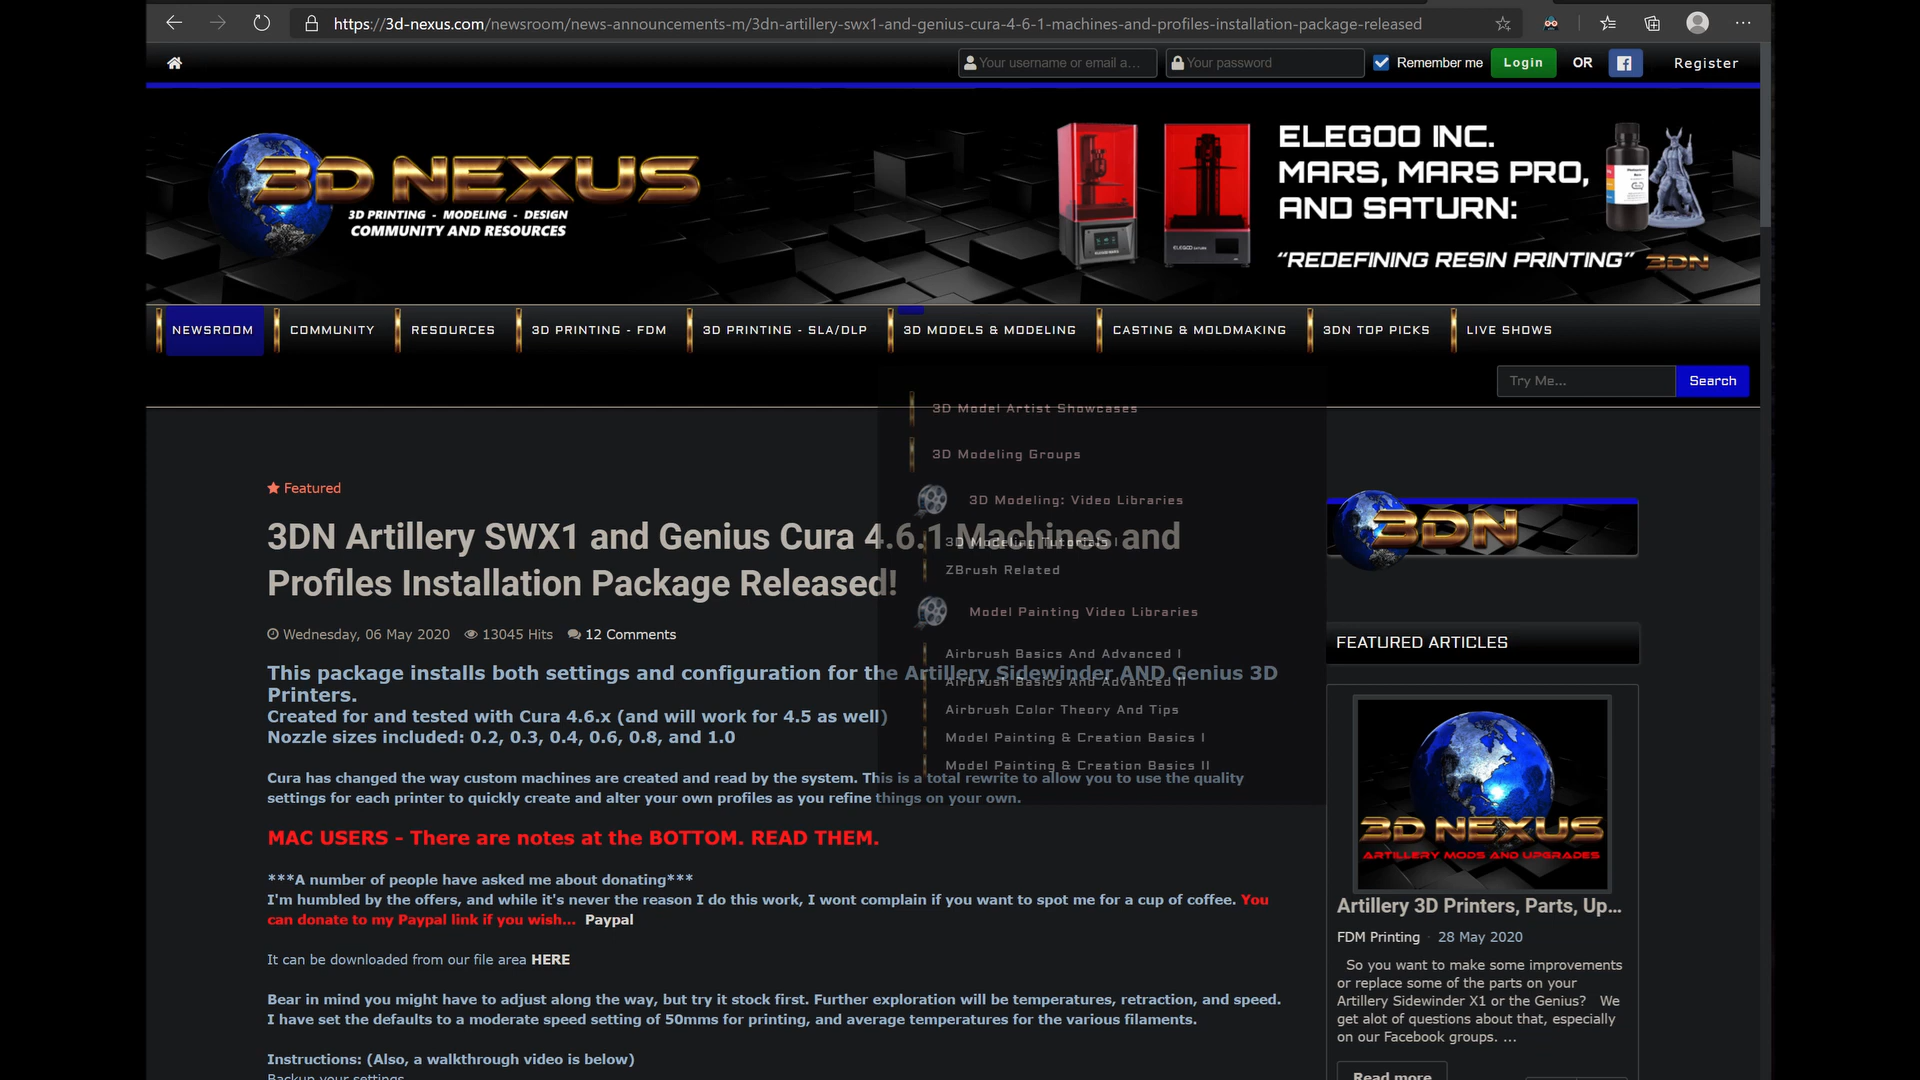 https://3d-nexus.com/newsroom/news-announcements-m/3dn-artillery-swx1-and-genius-cura-4-6-1-machines-and-profiles-installation-package-released
Your username or email a...
Your password
Remember me
Login
OR
Register
3D NEXUS
3D PRINTING - MODELING - DESIGN
COMMUNITY AND RESOURCES
ELEGOO INC.
MARS, MARS PRO,
AND SATURN:
"REDEFINING RESIN PRINTING" 3DN
NEWSROOM
COMMUNITY
RESOURCES
3D PRINTING - FDM
3D PRINTING - SLA/DLP
3D MODELS & MODELING
CASTING & MOLDMAKING
3DN TOP PICKS
LIVE SHOWS
Try Me...
Search
3D Model Artist Showcases
3D Modeling Groups
3D Modeling: Video Libraries
3D Modeling Tutorials I
ZBrush Related
Model Painting Video Libraries
Airbrush Basics And Advanced I
Airbrush Basics And Advanced II
Airbrush Color Theory And Tips
Model Painting & Creation Basics I
Model Painting & Creation Basics II
Featured
3DN Artillery SWX1 and Genius Cura 4.6.1 Machines and
Profiles Installation Package Released!
Wednesday, 06 May 2020 13045 Hits 12 Comments
This package installs both settings and configuration for the Artillery Sidewinder AND Genius 3D
Printers.
Created for and tested with Cura 4.6.x (and will work for 4.5 as well)
Nozzle sizes included: 0.2, 0.3, 0.4, 0.6, 0.8, and 1.0
Cura has changed the way custom machines are created and read by the system. This is a total rewrite to allow you to use the quality
settings for each printer to quickly create and alter your own profiles as you refine things on your own.
MAC USERS - There are notes at the BOTTOM. READ THEM.
***A number of people have asked me about donating***
I'm humbled by the offers, and while it's never the reason I do this work, I wont complain if you want to spot me for a cup of coffee. You
can donate to my Paypal link if you wish... Paypal
It can be downloaded from our file area HERE
Bear in mind you might have to adjust along the way, but try it stock first. Further exploration will be temperatures, retraction, and speed.
I have set the defaults to a moderate speed setting of 50mms for printing, and average temperatures for the various filaments.
Instructions: (Also, a walkthrough video is below)
Backup your settings
3DN
FEATURED ARTICLES
3D NEXUS
ARTILLERY MODS AND UPGRADES
Artillery 3D Printers, Parts, Up...
FDM Printing · 28 May 2020
So you want to make some improvements
or replace some of the parts on your
Artillery Sidewinder X1 or the Genius? We
get alot of questions about that, especially
on our Facebook groups. ...
Read more